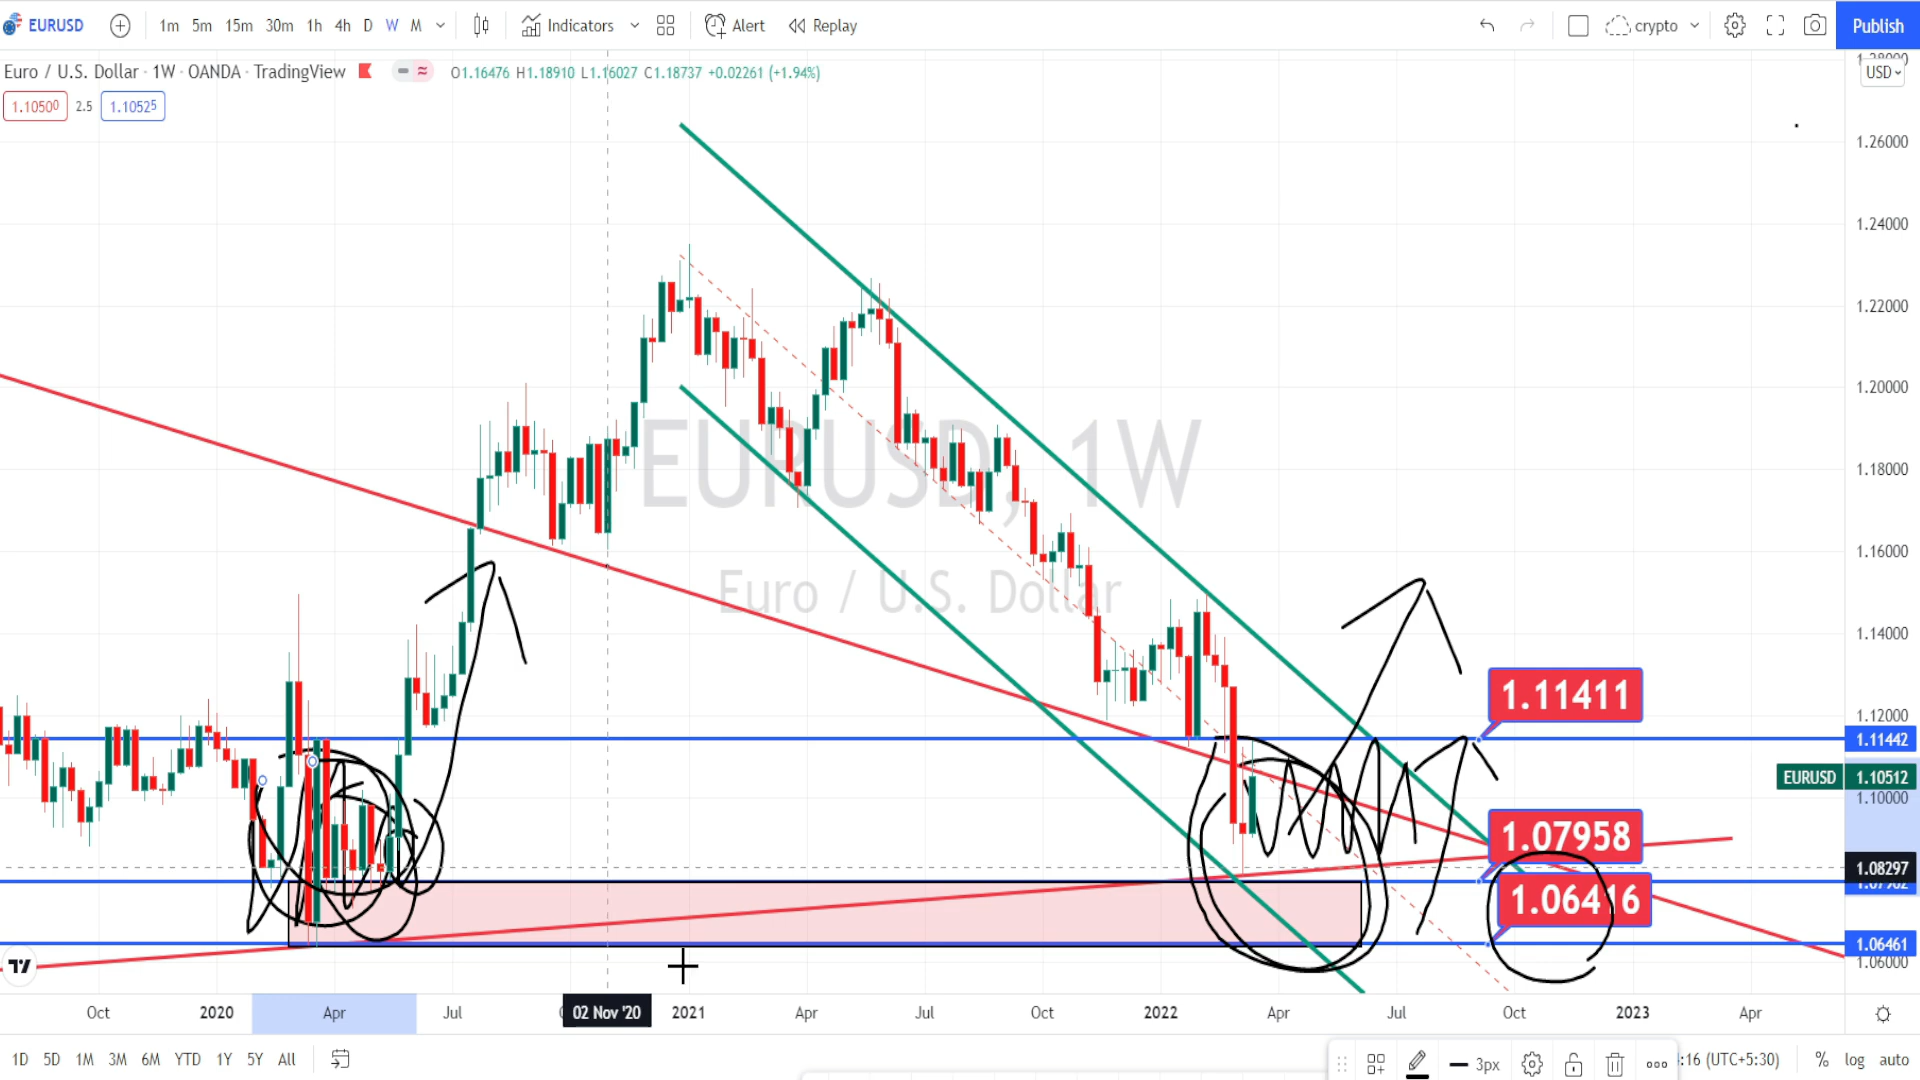 EURUSD 1m 5m 15m 30m 1h 4h D W M Indicators Alert Replay crypto Publish
Euro / U.S. Dollar · 1W · OANDA · TradingView O1.16476 H1.18910 L1.16027 C1.18737 +0.02261 (+1.94%)
USD
1.10500 2.5 1.10525
1.26000
1.24000
1.22000
1.20000
EURUSD, 1W
1.18000
1.16000
Euro / U.S. Dollar
1.14000
1.11411
1.12000
1.11442
EURUSD 1.10512
1.10000
1.07958
1.08297
1.06416
1.06461
1.06000
Oct 2020 Apr Jul 02 Nov '20 2021 Apr Jul Oct 2022 Apr Jul Oct 2023 Apr
1D 5D 1M 3M 6M YTD 1Y 5Y All 3px :16 (UTC+5:30) % log auto